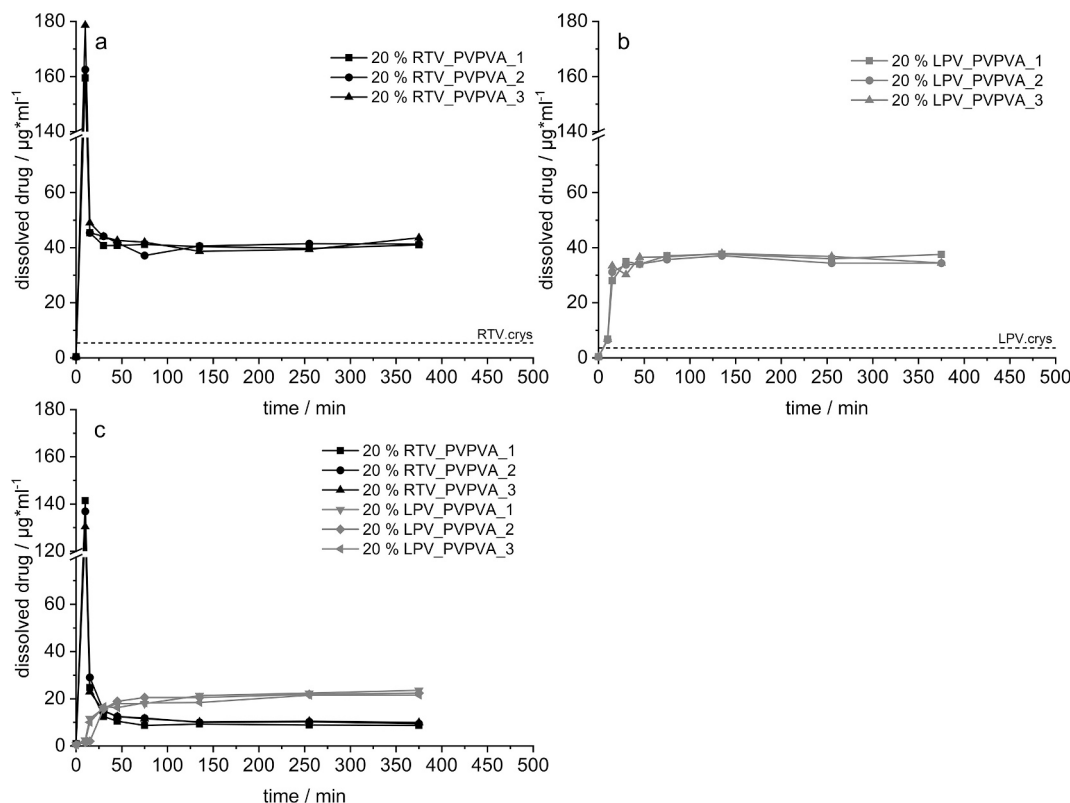 a
20 % RTV_PVPVA_1
20 % RTV_PVPVA_2
20 % RTV_PVPVA_3
dissolved drug / µg*ml-1
180
160
140
60
40
20
0
RTV.crys
0 50 100 150 200 250 300 350 400 450 500
time / min
b
20 % LPV_PVPVA_1
20 % LPV_PVPVA_2
20 % LPV_PVPVA_3
dissolved drug / µg*ml-1
180
160
140
60
40
20
0
LPV.crys
0 50 100 150 200 250 300 350 400 450 500
time / min
c
20 % RTV_PVPVA_1
20 % RTV_PVPVA_2
20 % RTV_PVPVA_3
20 % LPV_PVPVA_1
20 % LPV_PVPVA_2
20 % LPV_PVPVA_3
dissolved drug / µg*ml-1
180
160
140
120
60
40
20
0
0 50 100 150 200 250 300 350 400 450 500
time / min